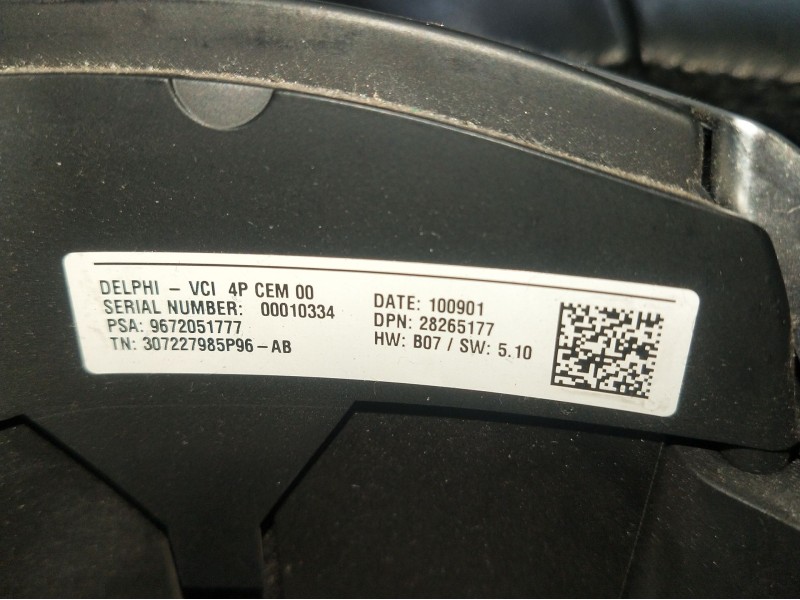 DELPHI - VCI 4P CEM 00
SERIAL NUMBER: 00010334
PSA: 9672051777
TN: 307227985P96-AB
DATE: 100901
DPN: 28265177
HW: B07 / SW: 5.10